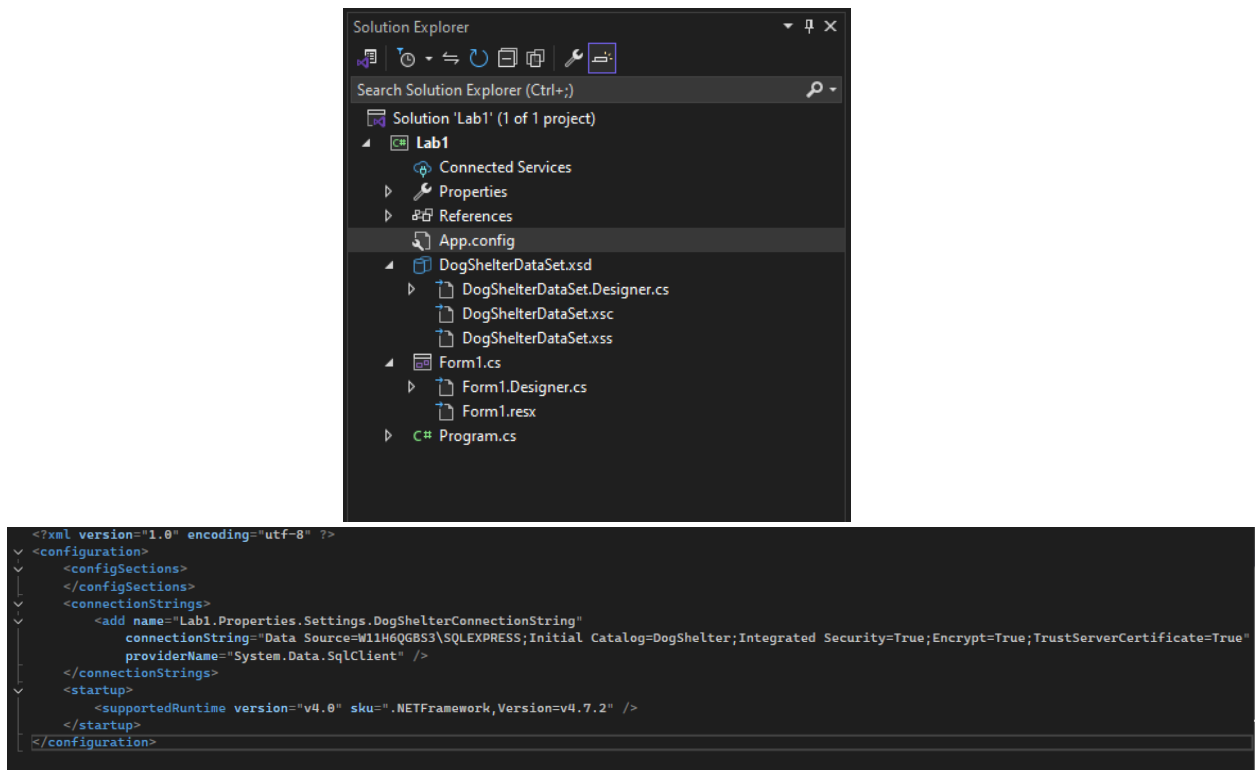 Solution Explorer
Search Solution Explorer (Ctrl+;)
Solution 'Lab1' (1 of 1 project)
C# Lab1
Connected Services
Properties
References
App.config
DogShelterDataSet.xsd
DogShelterDataSet.Designer.cs
DogShelterDataSet.xsc
DogShelterDataSet.xss
Form1.cs
Form1.Designer.cs
Form1.resx
C# Program.cs
<?xml version="1.0" encoding="utf-8" ?>
<configuration>
<configSections>
</configSections>
<connectionStrings>
<add name="Lab1.Properties.Settings.DogShelterConnectionString"
connectionString="Data Source=W11H6QGBS3\SQLEXPRESS;Initial Catalog=DogShelter;Integrated Security=True;Encrypt=True;TrustServerCertificate=True"
providerName="System.Data.SqlClient" />
</connectionStrings>
<startup>
<supportedRuntime version="v4.0" sku=".NETFramework,Version=v4.7.2" />
</startup>
</configuration>